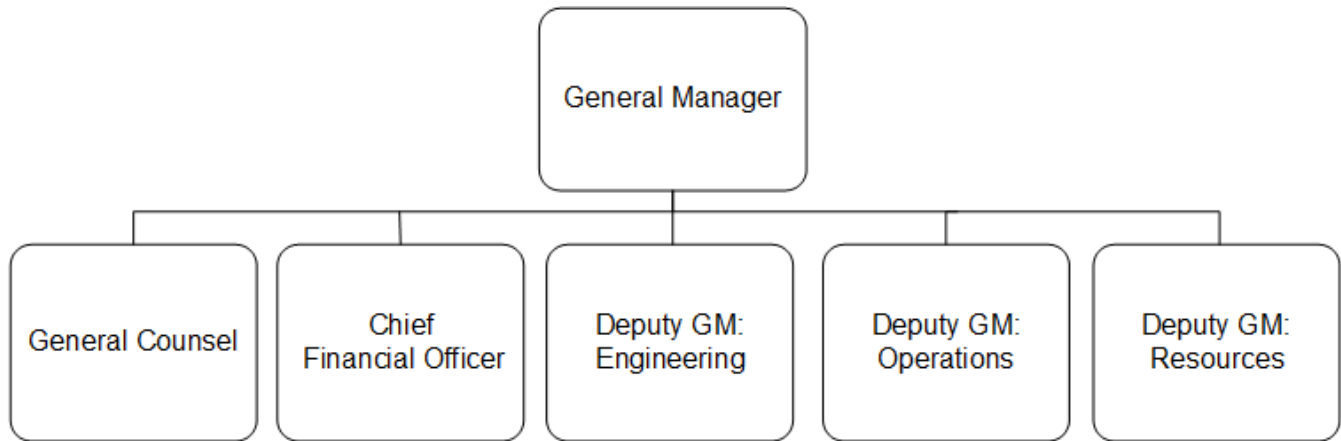 General Manager
General Counsel
Chief
Financial Officer
Deputy GM:
Engineering
Deputy GM:
Operations
Deputy GM:
Resources